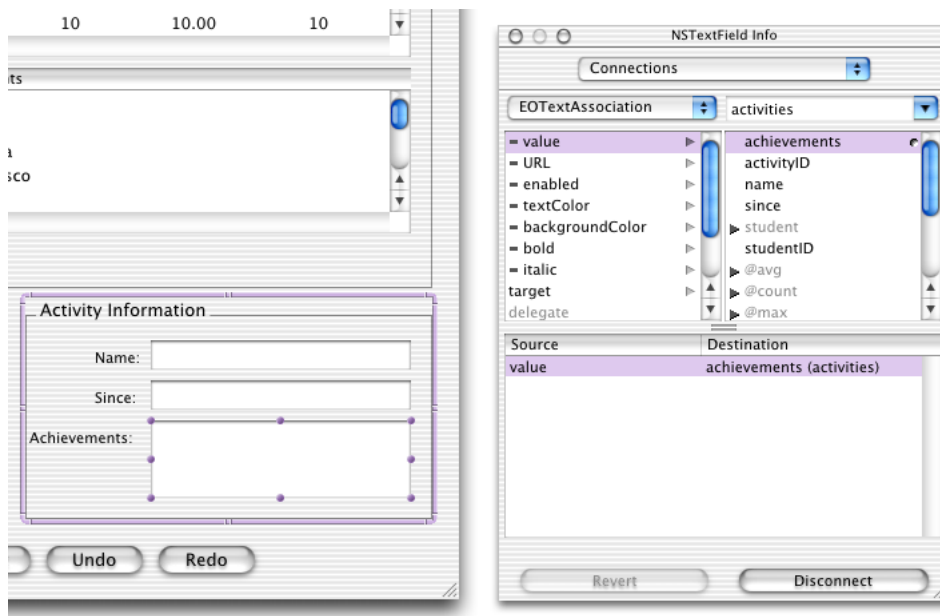 10 10.00 10
ts
a
sco
Activity Information
Name:
Since:
Achievements:
Undo Redo
NSTextField Info
Connections
EOTextAssociation activities
= value achievements
= URL activityID
= enabled name
= textColor since
= backgroundColor student
= bold studentID
= italic @avg
target @count
delegate @max
Source Destination
value achievements (activities)
Revert Disconnect